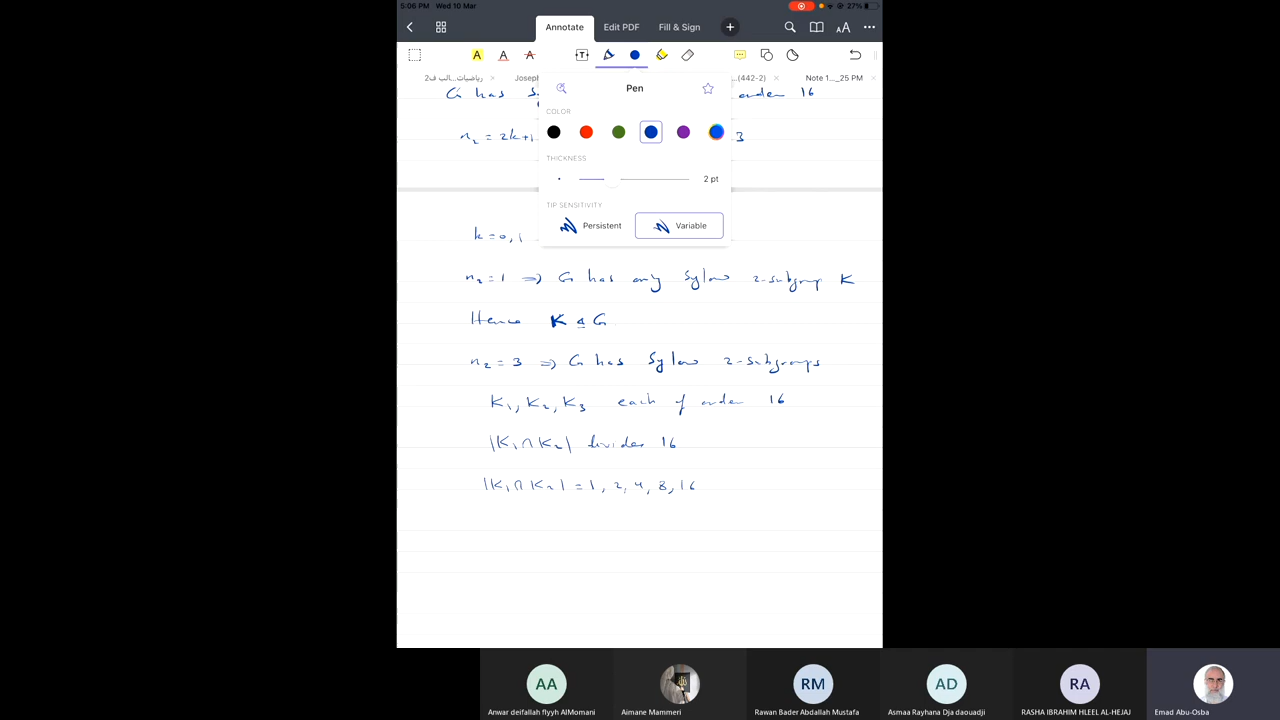 5:06 PM Wed 10 Mar
27%
Annotate Edit PDF Fill & Sign
رياضيات...الب ف2 Joseph ...(442-2) Note 1..._25 PM
Pen
COLOR
THICKNESS
2 pt
TIP SENSITIVITY
Persistent Variable
G has Sy order 16
n₂ = 2k+1 3
k = 0, 1
n₂ = 1 ⇒ G has only Sylow 2-subgroup K
Hence K ⊴ G
n₂ = 3 ⇒ G has Sylow 2-subgroups
K₁, K₂, K₃ each of order 16
|K₁ ∩ K₂| divides 16
|K₁ ∩ K₂| = 1, 2, 4, 8, 16
AA RM AD RA
Anwar deifallah flyyh AlMomani Aimane Mammeri Rawan Bader Abdallah Mustafa Asmaa Rayhana Dja daouadji RASHA IBRAHIM HLEEL AL-HEJAJ Emad Abu-Osba